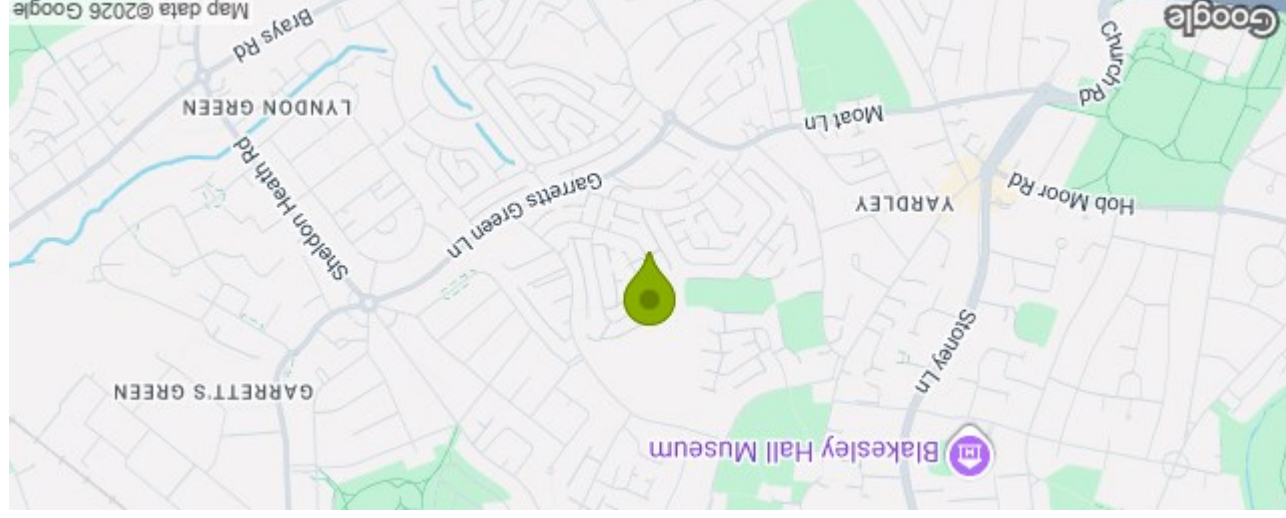 Blakesley Hall Museum
GARRETT'S GREEN
Stoney Ln
Sheldon Heath Rd
Garretts Green Ln
YARDLEY
Hob Moor Rd
LYNDON GREEN
Moat Ln
Church Rd
Brays Rd
Google
Map data ©2026 Google